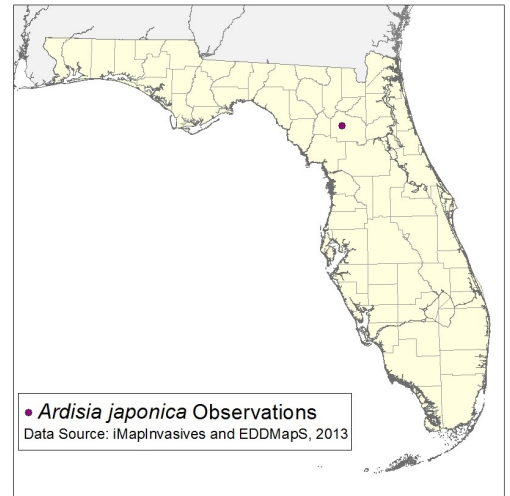 Ardisia japonica Observations
Data Source: iMapInvasives and EDDMapS, 2013